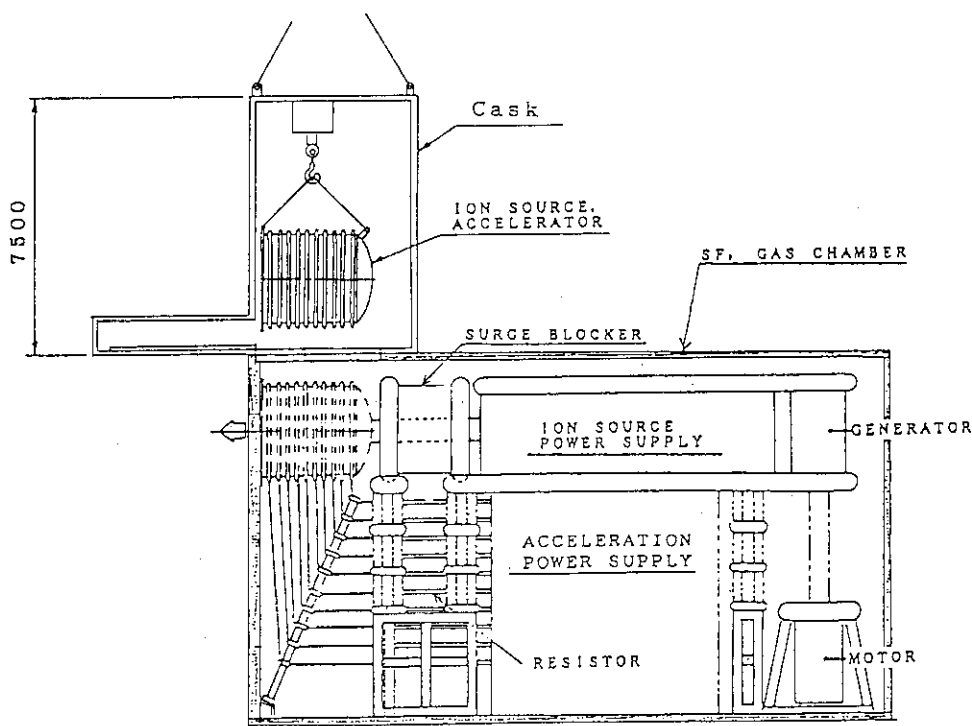 Cask
7500
ION SOURCE.
ACCELERATOR
SF. GAS CHAMBER
SURGE BLOCKER
ION SOURCE
POWER SUPPLY
GENERATOR
ACCELERATION
POWER SUPPLY
RESISTOR
MOTOR